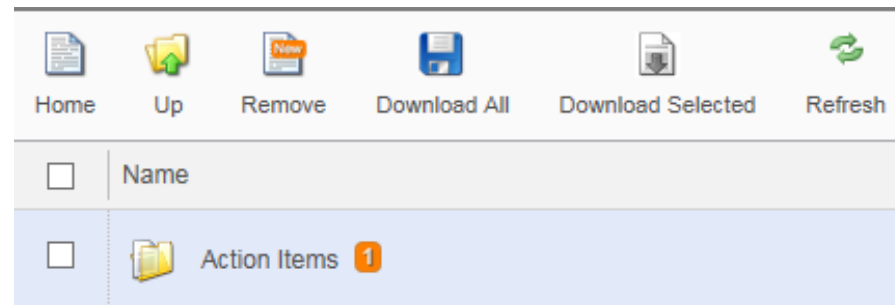 New
Home Up Remove Download All Download Selected Refresh
Name
Action Items 1